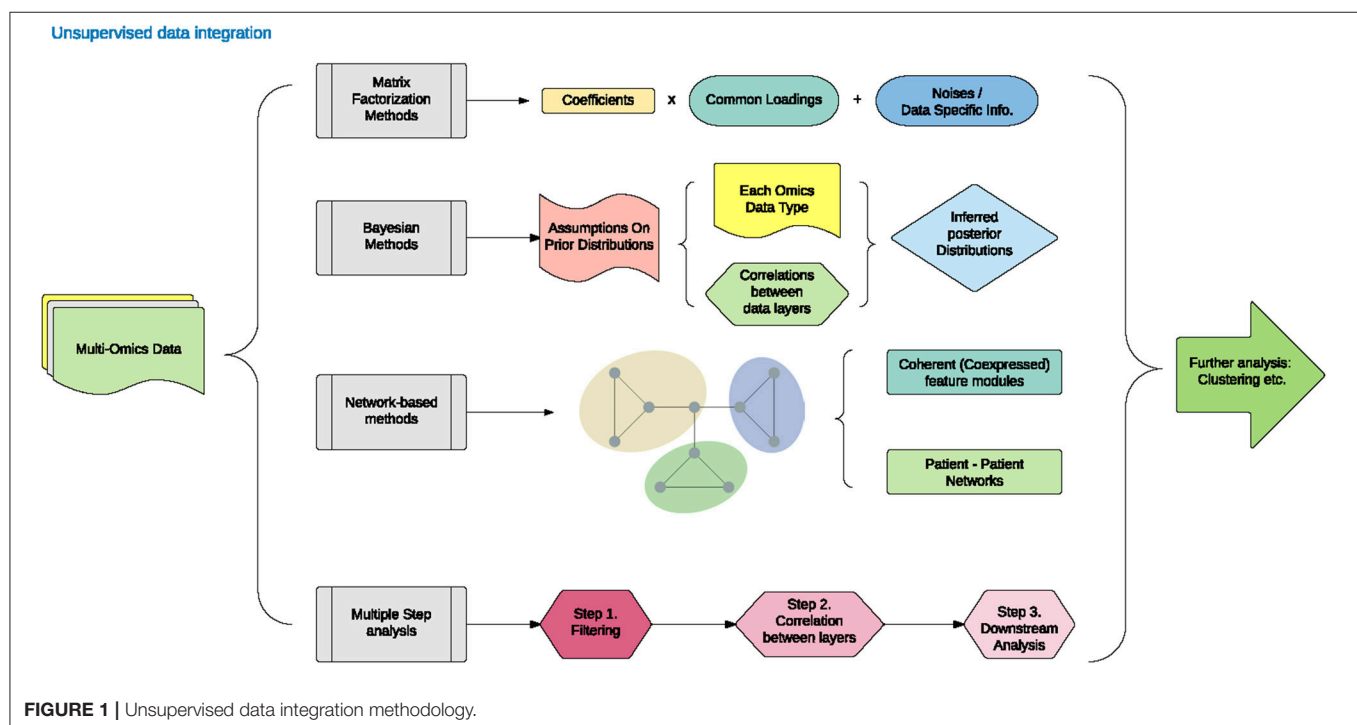 Unsupervised data integration
Matrix
Factorization
Methods
Coefficients
x
Common Loadings
+
Noises /
Data Specific Info.
Bayesian
Methods
Assumptions On
Prior Distributions
Each Omics
Data Type
Correlations
between
data layers
Inferred
posterior
Distributions
Multi-Omics Data
Network-based
methods
Coherent (Coexpressed)
feature modules
Patient - Patient
Networks
Further analysis:
Clustering etc.
Multiple Step
analysis
Step 1.
Filtering
Step 2.
Correlation
between layers
Step 3.
Downstream
Analysis
FIGURE 1 | Unsupervised data integration methodology.